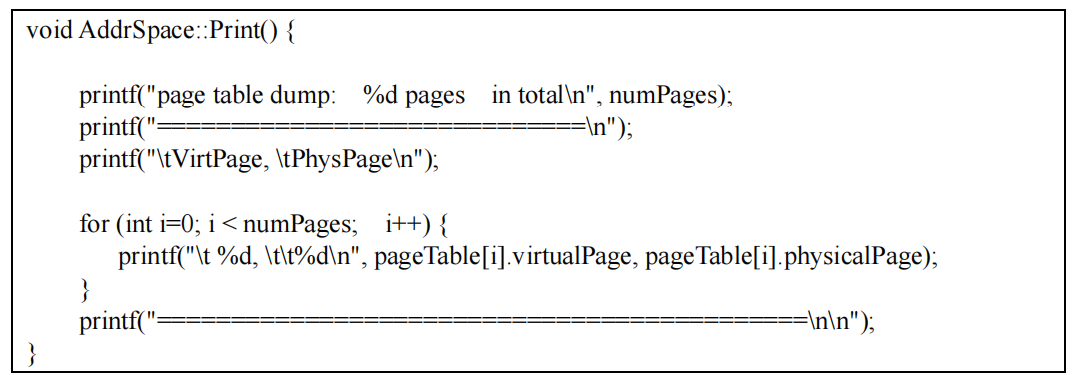 void AddrSpace::Print() {
printf("page table dump:    %d pages    in total\n", numPages);
printf("=============================\n");
printf("\tVirtPage, \tPhysPage\n");
for (int i=0; i < numPages;    i++) {
printf("\t %d, \t\t%d\n", pageTable[i].virtualPage, pageTable[i].physicalPage);
}
printf("============================================\n\n");
}